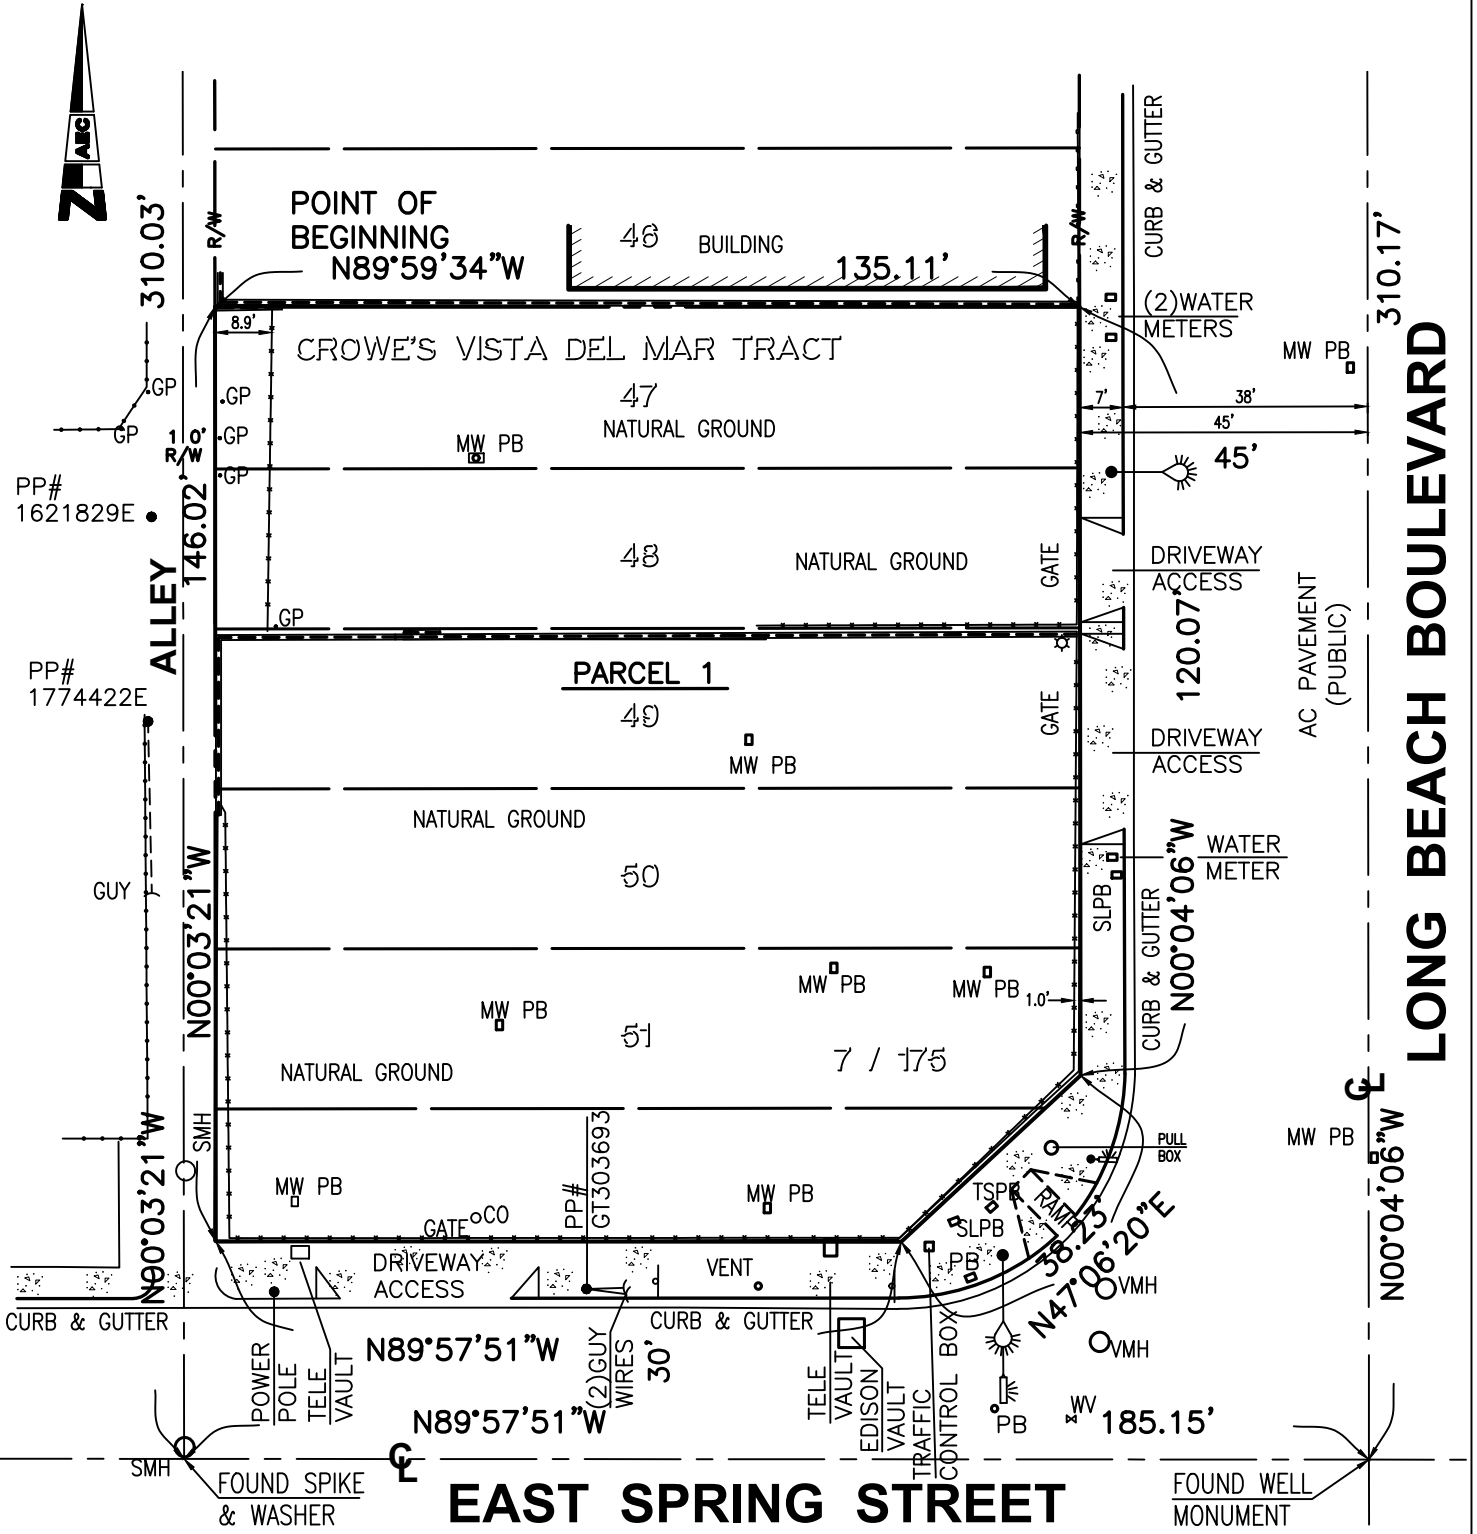 Z
AEC
310.03'
R/W
POINT OF
BEGINNING
N89°59'34"W
46
BUILDING
135.11'
R/W
CURB & GUTTER
310.17'
(2)WATER
METERS
8.9'
CROWE'S VISTA DEL MAR TRACT
47
NATURAL GROUND
MW PB
GP
GP
GP
GP
GP
10'
R/W
MW PB
7'
38'
45'
45'
PP#
1621829E
146.02'
ALLEY
48
NATURAL GROUND
GATE
GP
DRIVEWAY
ACCESS
120.07'
AC PAVEMENT
(PUBLIC)
LONG BEACH BOULEVARD
PP#
1774422E
PARCEL 1
49
GATE
MW PB
DRIVEWAY
ACCESS
NATURAL GROUND
50
WATER
METER
SLPB
CURB & GUTTER
N00°04'06"W
GUY
N00°03'21"W
MW PB
MW PB
MW PB
1.0'
51
7 / 175
NATURAL GROUND
SMH
N00°03'21"W
CL
MW PB
N00°04'06"W
PULL
BOX
MW PB
MW PB
PP#
GT303693
GATE
CO
TSPB
RAMP
SLPB
PB
38.23'
N47°06'20"E
VMH
VMH
DRIVEWAY
ACCESS
VENT
CURB & GUTTER
CURB & GUTTER
N89°57'51"W
POWER
POLE
TELE
VAULT
(2)GUY
WIRES
30'
TELE
VAULT
EDISON
VAULT
TRAFFIC
CONTROL BOX
PB
WV
N89°57'51"W
185.15'
SMH
CL
FOUND SPIKE
& WASHER
EAST SPRING STREET
FOUND WELL
MONUMENT